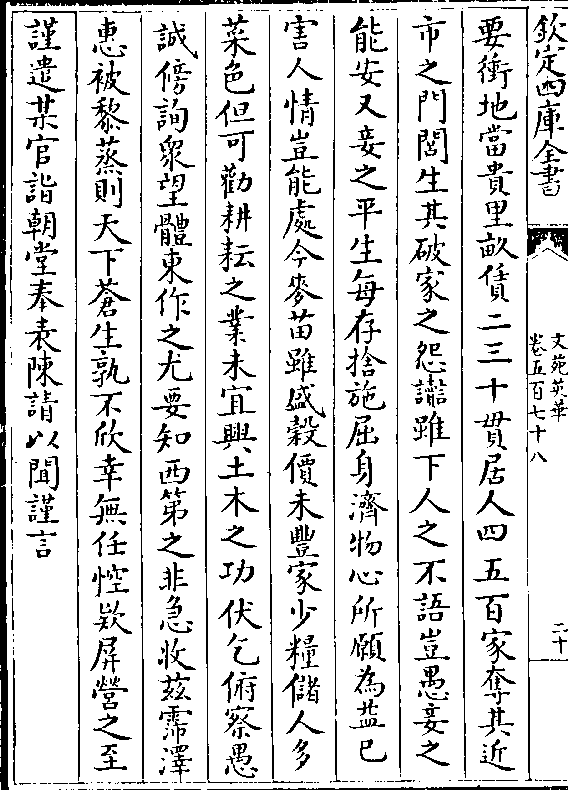 欽定四庫全書
文苑英華
卷五百七十八
二十
要衝地當貴里畝賃二三十貫居人四五百家奪其近
市之門閭生其破家之怨讟雖下人之不語豈愚妾之
能安又妾之平生每存捨施屈身濟物心所願為益已
害人情豈能處今麥苗雖盛穀價未豐家少糧儲人多
菜色但可勸耕耘之業未宜興土木之功伏乞俯察愚
誠傍詢衆望體東作之尤要知西第之非急收兹霈澤
惠被黎蒸則天下蒼生孰不欣幸無任悾款屏營之至
謹遣某官詣朝堂奉表陳請以聞謹言